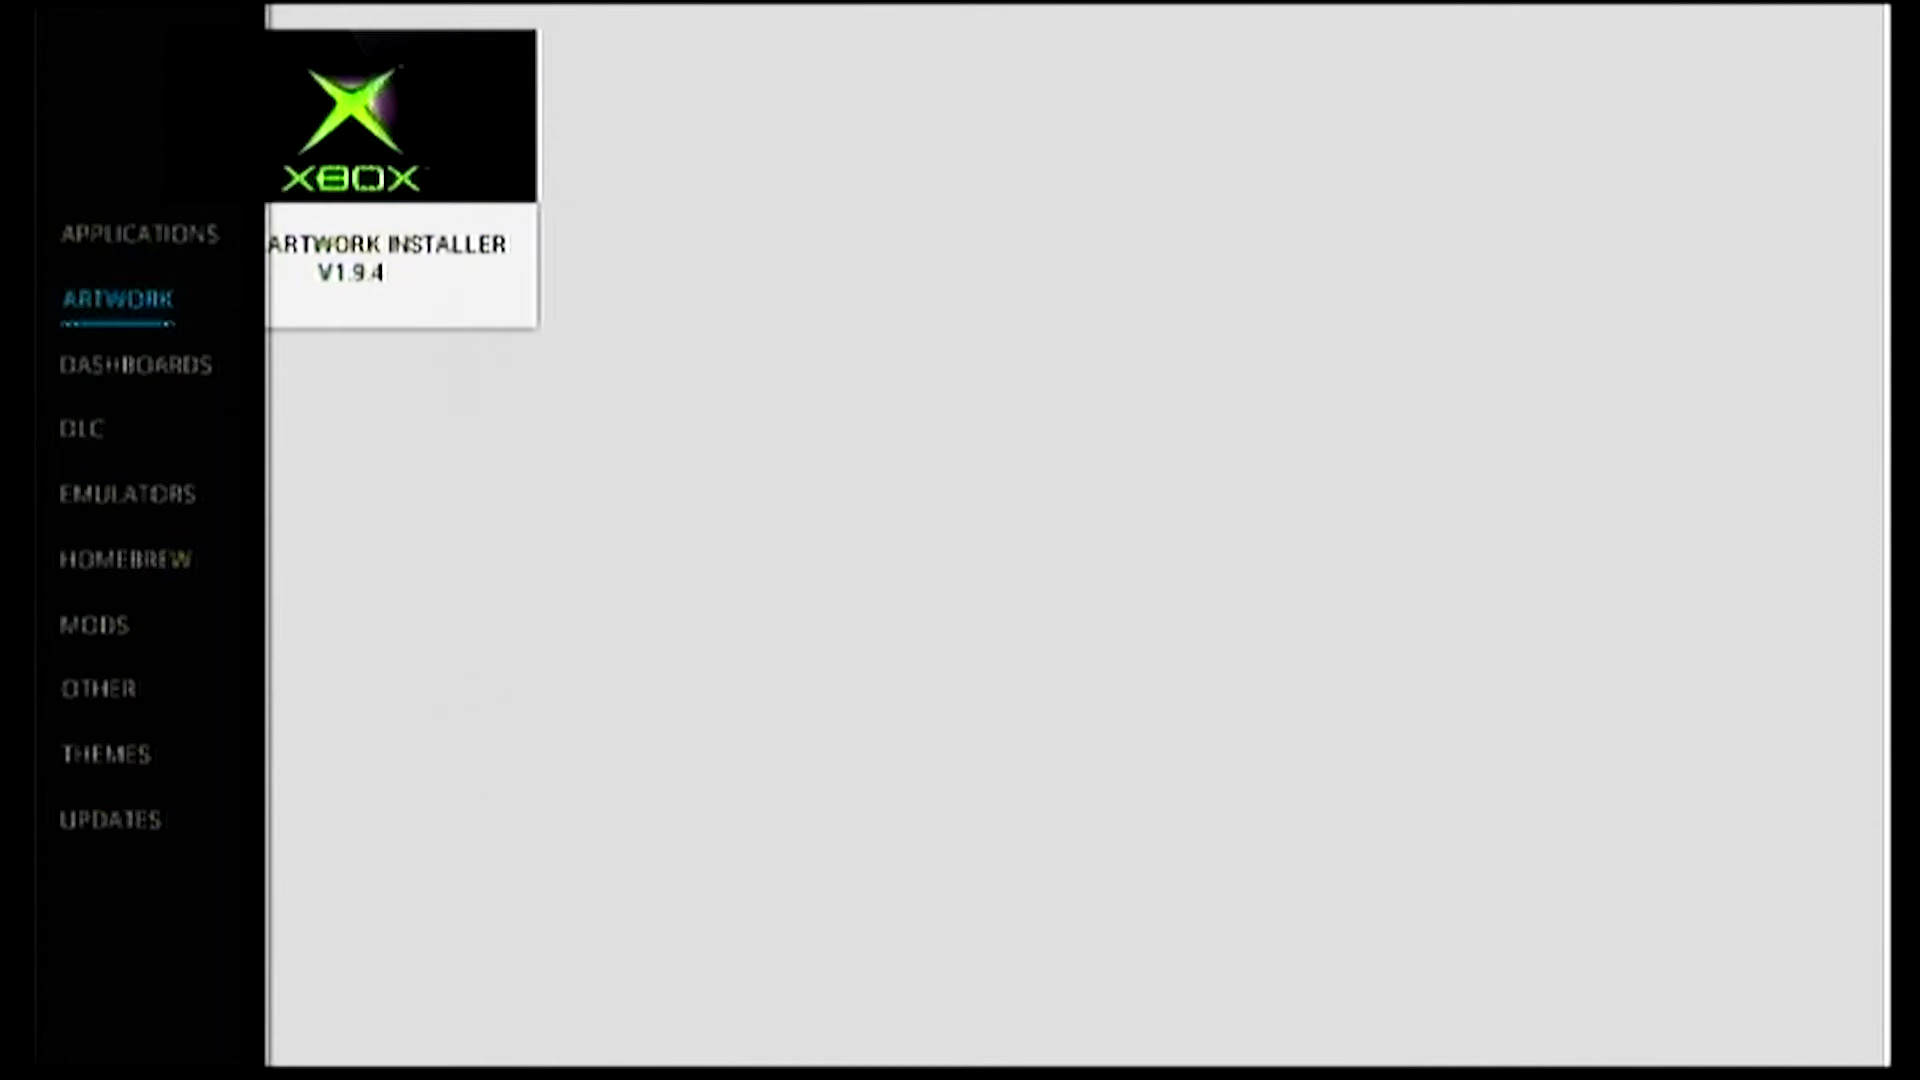 XBOX
ARTWORK INSTALLER
V1.9.4
APPLICATIONS
ARTWORK
DASHBOARDS
DLC
EMULATORS
HOMEBREW
MODS
OTHER
THEMES
UPDATES